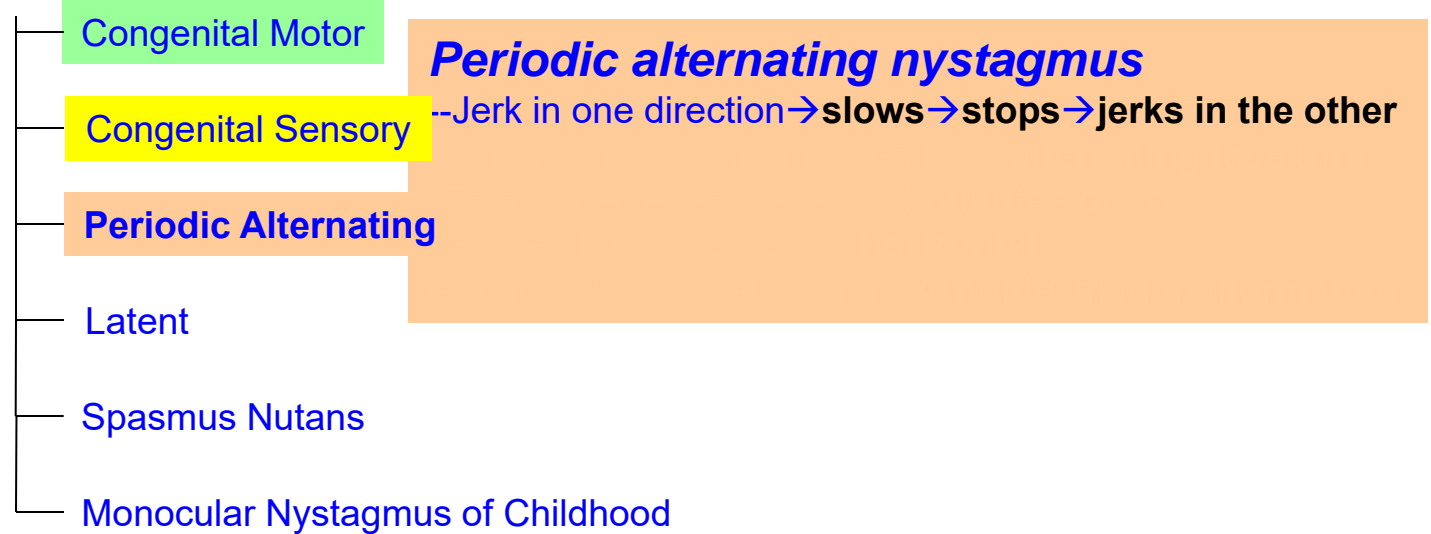 Congenital Motor
Periodic alternating nystagmus
--Jerk in one direction→slows→stops→jerks in the other
Congenital Sensory
Periodic Alternating
Latent
Spasmus Nutans
Monocular Nystagmus of Childhood